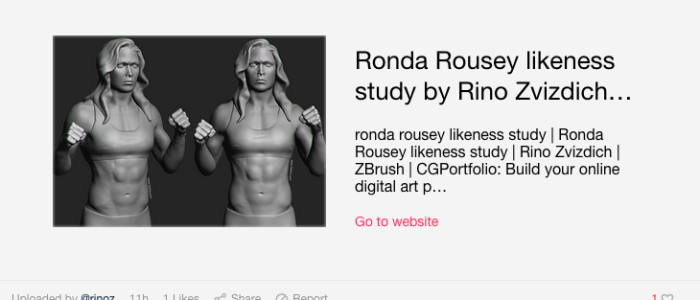 Ronda Rousey likeness
study by Rino Zvizdich…
ronda rousey likeness study | Ronda
Rousey likeness study | Rino Zvizdich |
ZBrush | CGPortfolio: Build your online
digital art p…
Go to website
Uploaded by @rinoz 11h 1 Likes Share Report 1